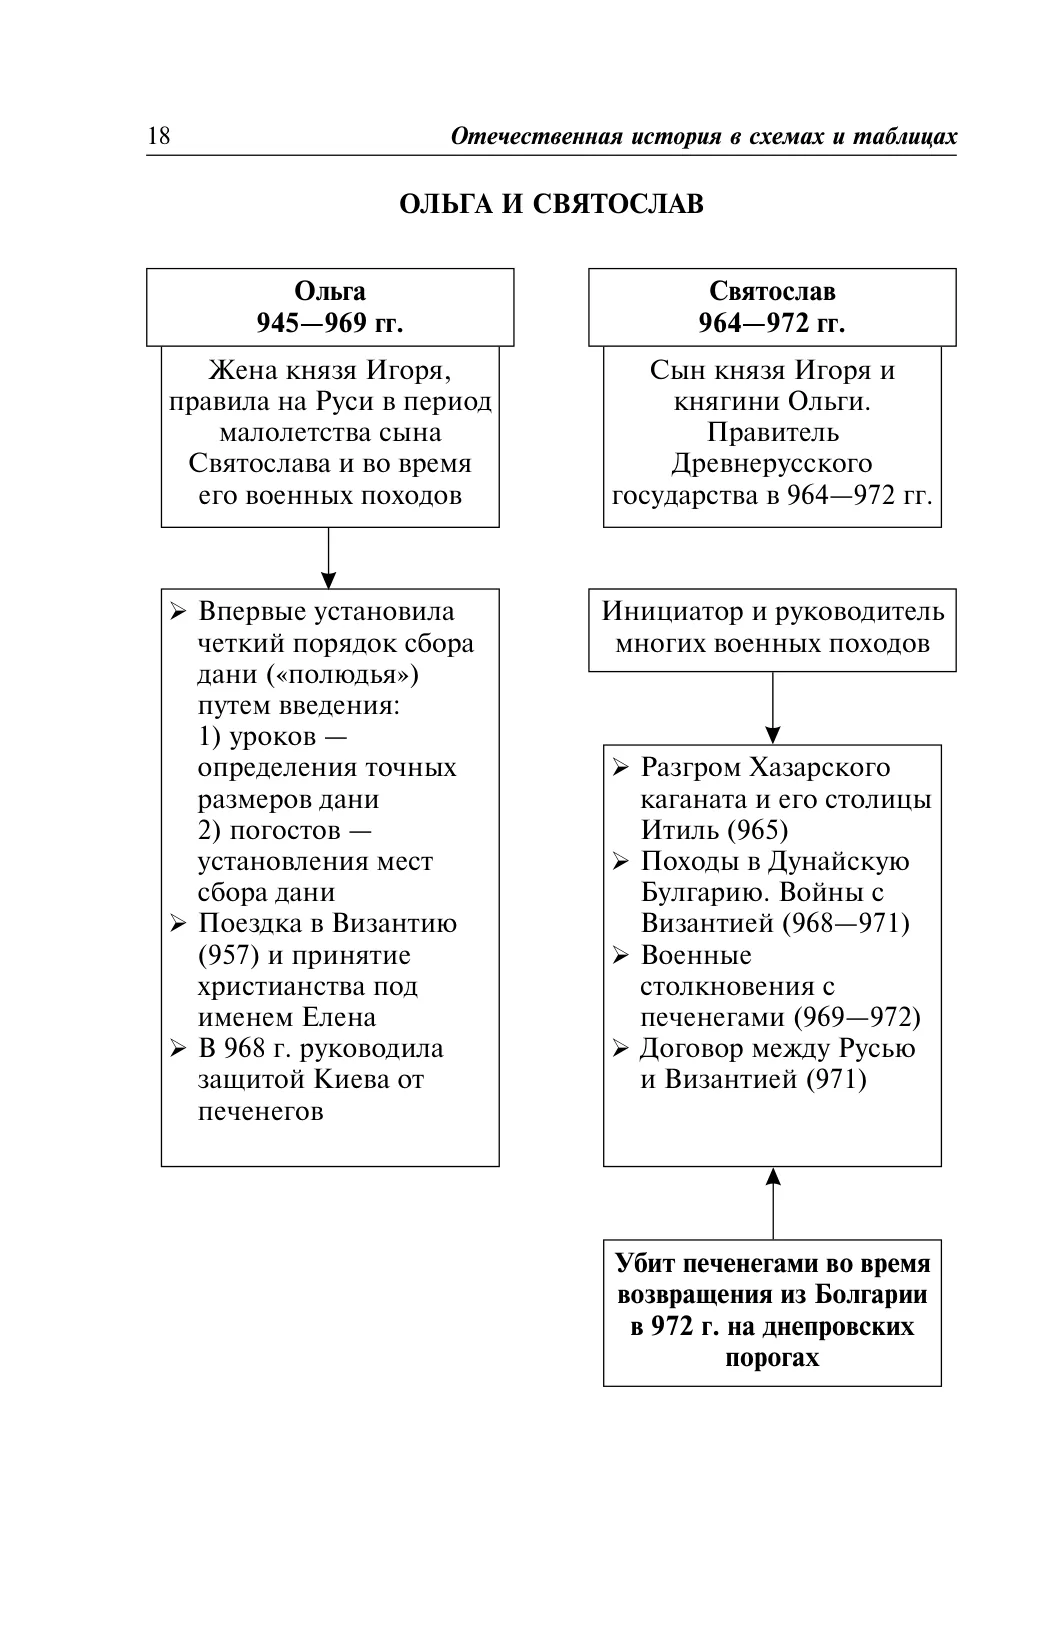 18
Отечественная история в схемах и таблицах
ОЛЬГА И СВЯТОСЛАВ
Ольга
945—969 гг.
Жена князя Игоря,
правила на Руси в период
малолетства сына
Святослава и во время
его военных походов
➢ Впервые установила
четкий порядок сбора
дани («полюдья»)
путем введения:
1) уроков —
определения точных
размеров дани
2) погостов —
установления мест
сбора дани
➢ Поездка в Византию
(957) и принятие
христианства под
именем Елена
➢ В 968 г. руководила
защитой Киева от
печенегов
Святослав
964—972 гг.
Сын князя Игоря и
княгини Ольги.
Правитель
Древнерусского
государства в 964—972 гг.
Инициатор и руководитель
многих военных походов
➢ Разгром Хазарского
каганата и его столицы
Итиль (965)
➢ Походы в Дунайскую
Булгарию. Войны с
Византией (968—971)
➢ Военные
столкновения с
печенегами (969—972)
➢ Договор между Русью
и Византией (971)
Убит печенегами во время
возвращения из Болгарии
в 972 г. на днепровских
порогах